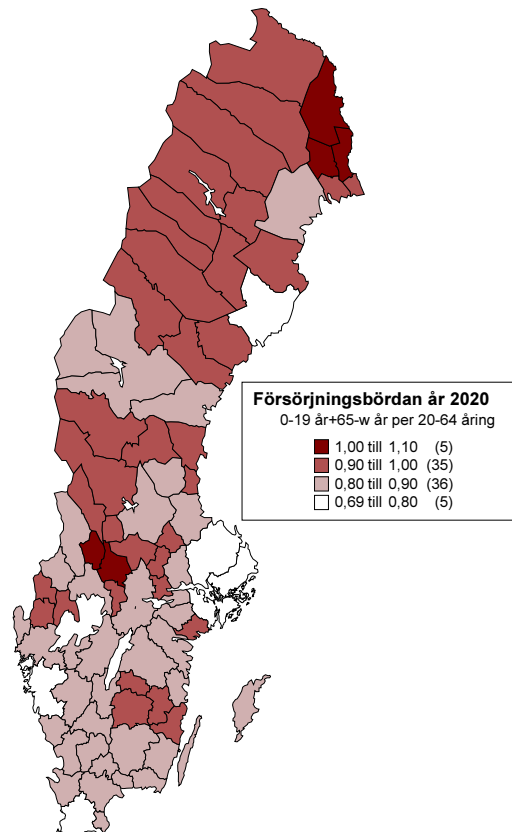 Försörjningsbördan år 2020
0-19 år+65-w år per 20-64 åring
1,00 till 1,10 (5)
0,90 till 1,00 (35)
0,80 till 0,90 (36)
0,69 till 0,80 (5)